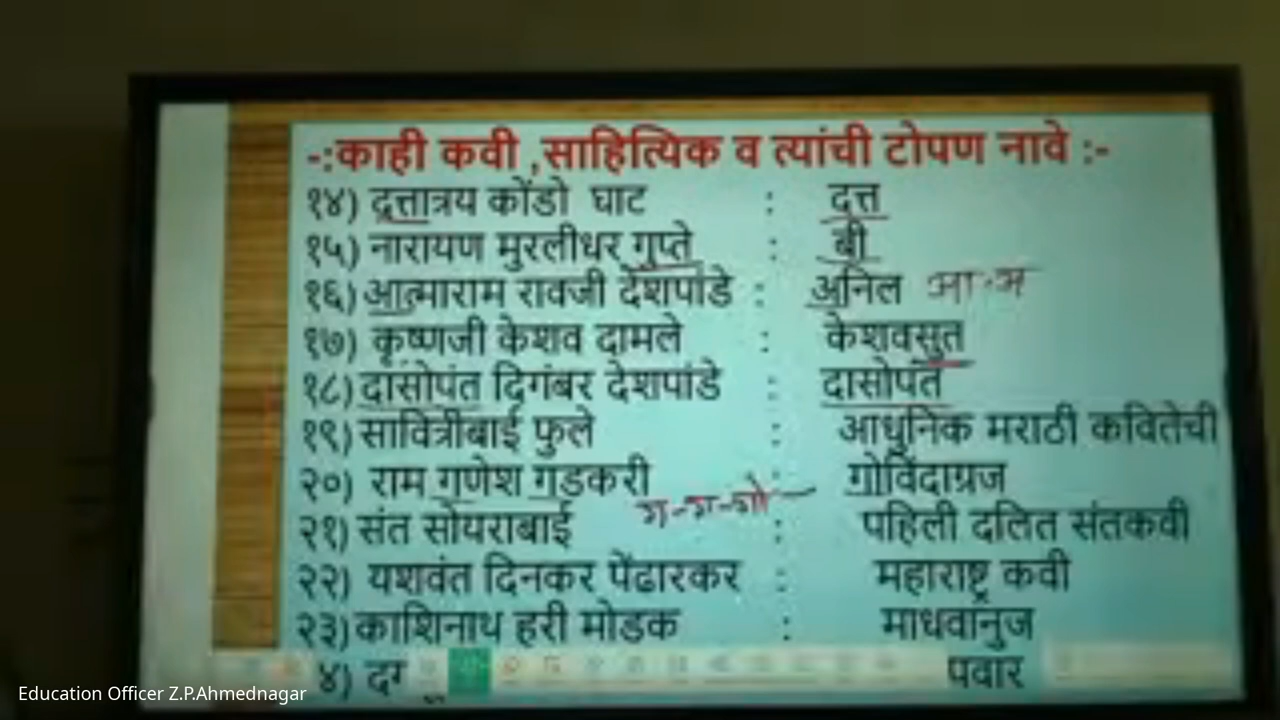 -:काही कवी ,साहित्यिक व त्यांची टोपण नावे :-
१४) दत्तात्रय कोंडो घाट : दत्त
१५) नारायण मुरलीधर गुप्ते : बी
१६) आत्माराम रावजी देशपांडे : अनिल आ-अ
१७) कृष्णजी केशव दामले : केशवसुत
१८) दासोपंत दिगंबर देशपांडे : दासोपंत
१९) सावित्रीबाई फुले : आधुनिक मराठी कवितेची
२०) राम गणेश गडकरी : गोविंदाग्रज
ग-ग-गो
२१) संत सोयराबाई : पहिली दलित संतकवी
२२) यशवंत दिनकर पेंढारकर : महाराष्ट्र कवी
२३) काशिनाथ हरी मोडक : माधवानुज
४) पवार
Education Officer Z.P.Ahmednagar